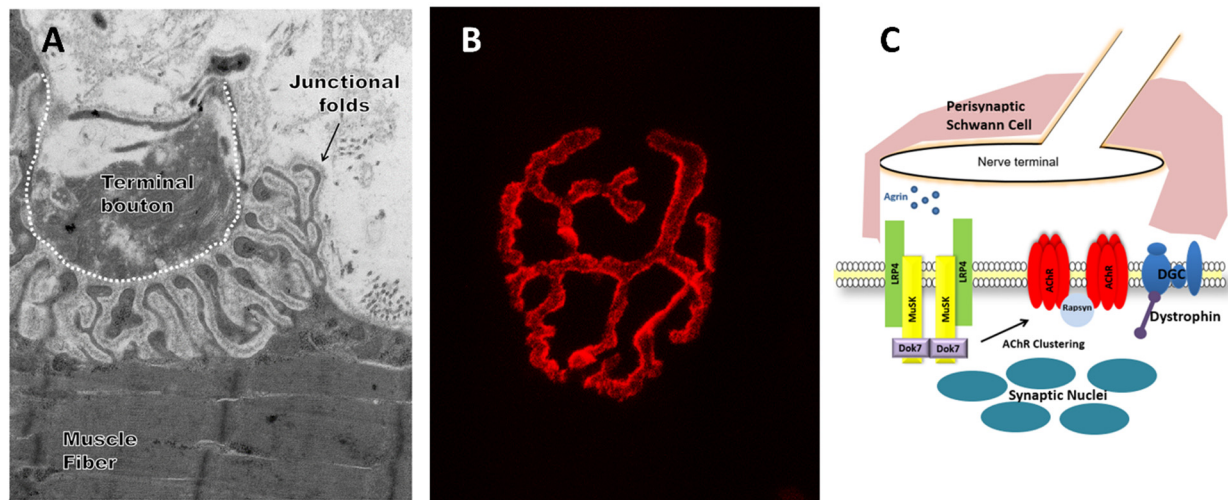 A
Junctional
folds
Terminal
bouton
Muscle
Fiber
B
C
Perisynaptic
Schwann Cell
Nerve terminal
Agrin
LRP4
LRP4
MuSK
MuSK
Dok7
Dok7
AChR
AChR
Rapsyn
AChR Clustering
DGC
Dystrophin
Synaptic Nuclei